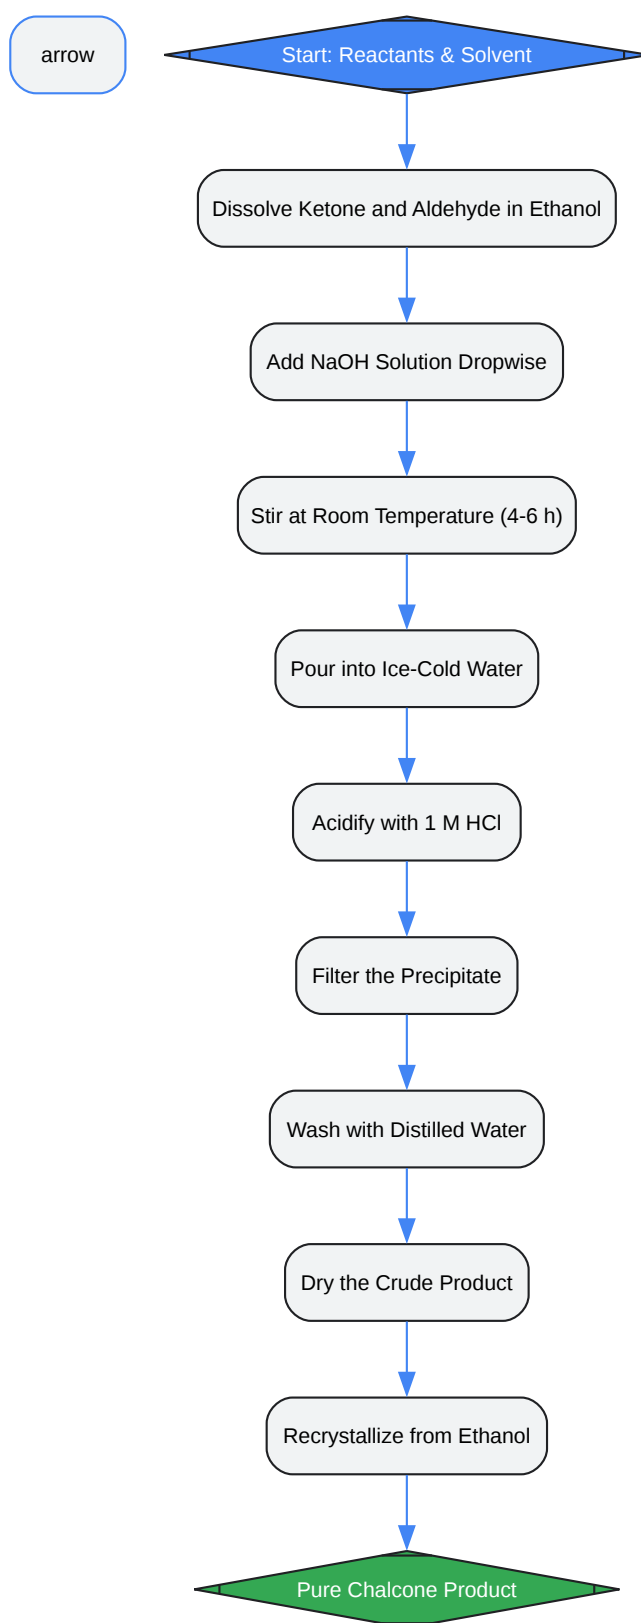 arrow
Start: Reactants & Solvent
Dissolve Ketone and Aldehyde in Ethanol
Add NaOH Solution Dropwise
Stir at Room Temperature (4-6 h)
Pour into Ice-Cold Water
Acidify with 1 M HCl
Filter the Precipitate
Wash with Distilled Water
Dry the Crude Product
Recrystallize from Ethanol
Pure Chalcone Product